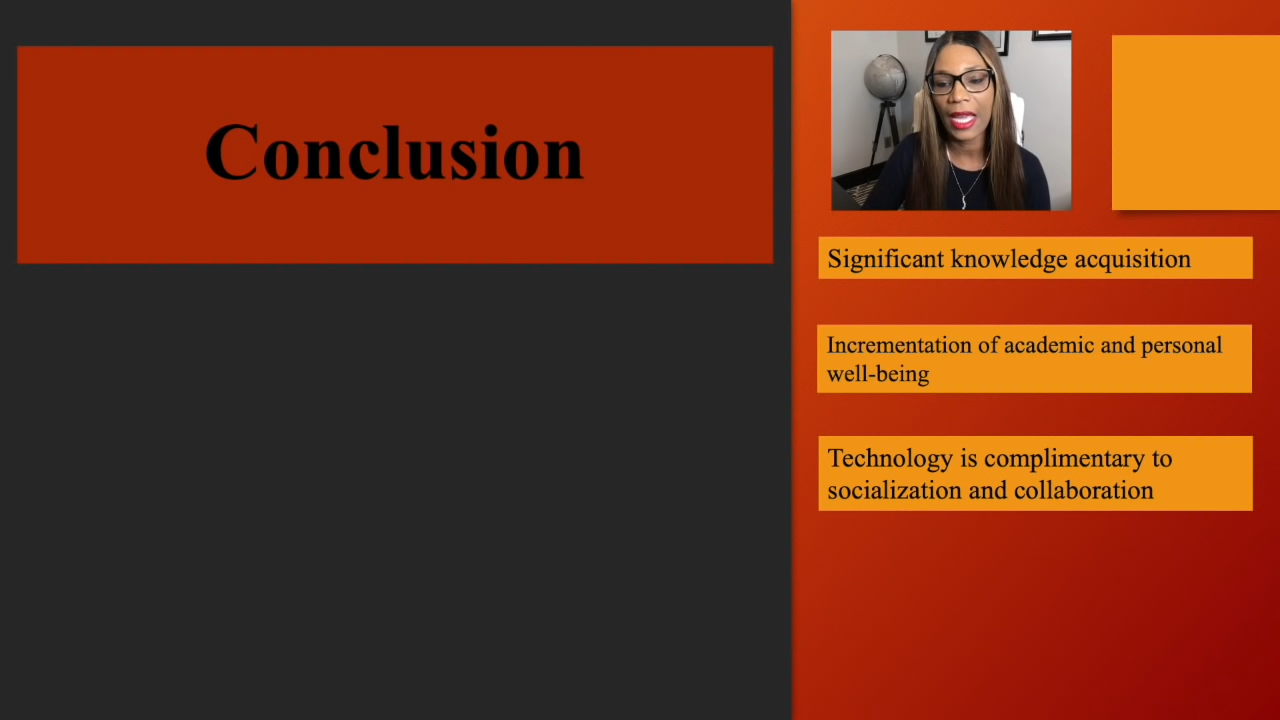 Conclusion
Significant knowledge acquisition
Incrementation of academic and personal
well-being
Technology is complimentary to
socialization and collaboration